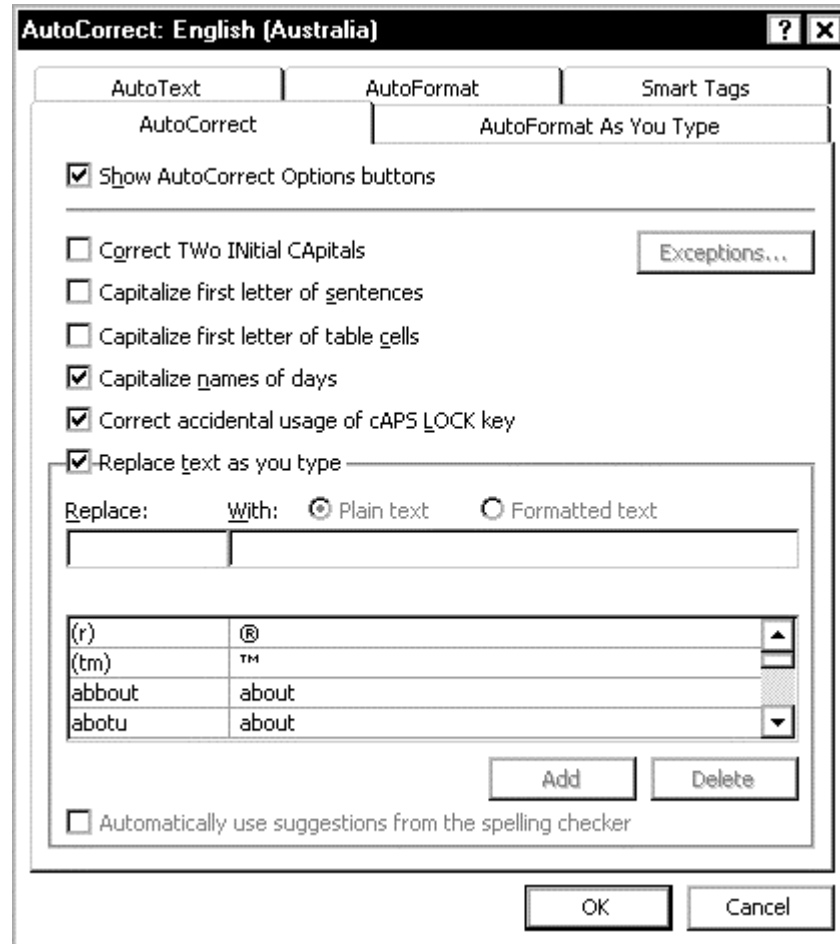 AutoCorrect: English (Australia)
AutoText AutoFormat Smart Tags
AutoCorrect AutoFormat As You Type
Show AutoCorrect Options buttons
Correct TWo INitial CApitals Exceptions...
Capitalize first letter of sentences
Capitalize first letter of table cells
Capitalize names of days
Correct accidental usage of cAPS LOCK key
Replace text as you type
Replace: With: Plain text Formatted text
(r) ®
(tm) ™
abbout about
abotu about
Add Delete
Automatically use suggestions from the spelling checker
OK Cancel